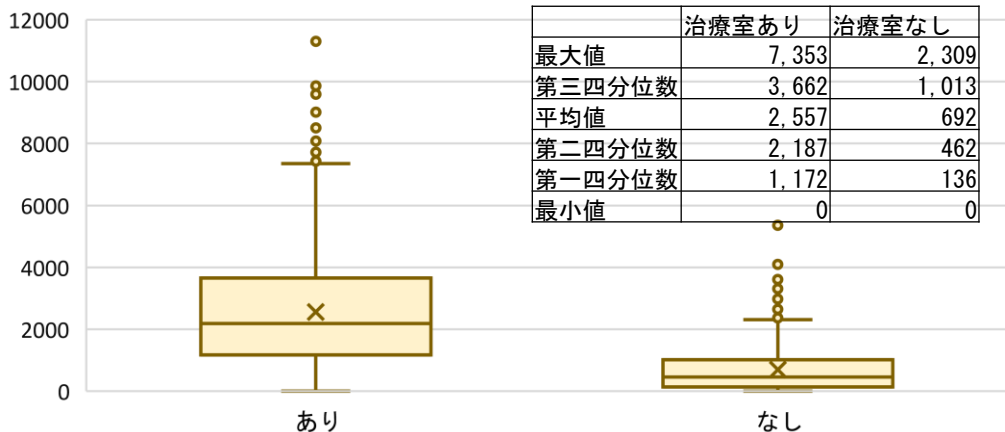 12000
10000
8000
6000
4000
2000
0
治療室あり 治療室なし
最大値 7,353 2,309
第三四分位数 3,662 1,013
平均値 2,557 692
第二四分位数 2,187 462
第一四分位数 1,172 136
最小値 0 0
あり なし